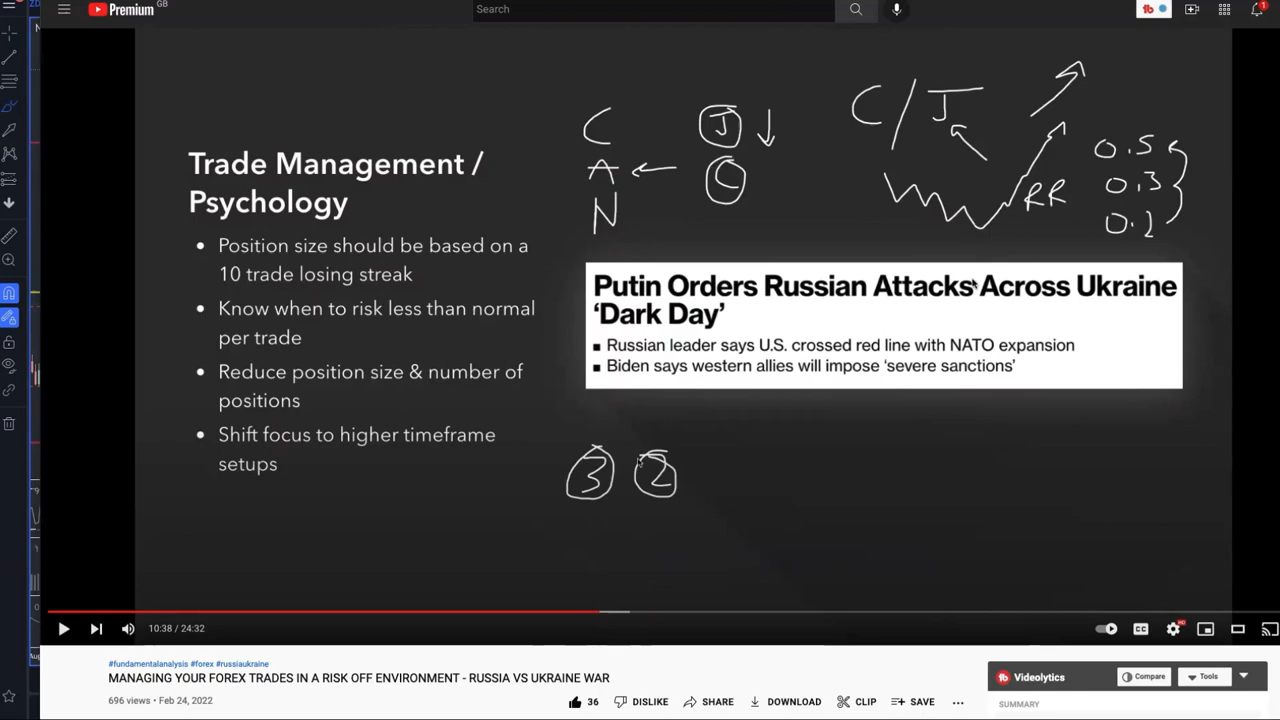 Premium GB
Search
1
C J
A C
N
C/J
RR
0.5
0.3
Trade Management /
Psychology
Position size should be based on a
10 trade losing streak
Know when to risk less than normal
per trade
Reduce position size & number of
positions
Shift focus to higher timeframe
setups
Putin Orders Russian Attacks Across Ukraine
‘Dark Day’
Russian leader says U.S. crossed red line with NATO expansion
Biden says western allies will impose ‘severe sanctions’
3 2
10:38 / 24:32
CC
HD
#fundamentalanalysis #forex #russiaukraine
MANAGING YOUR FOREX TRADES IN A RISK OFF ENVIRONMENT - RUSSIA VS UKRAINE WAR
696 views • Feb 24, 2022
36 DISLIKE SHARE DOWNLOAD CLIP SAVE
Videolytics Compare Tools
SUMMARY